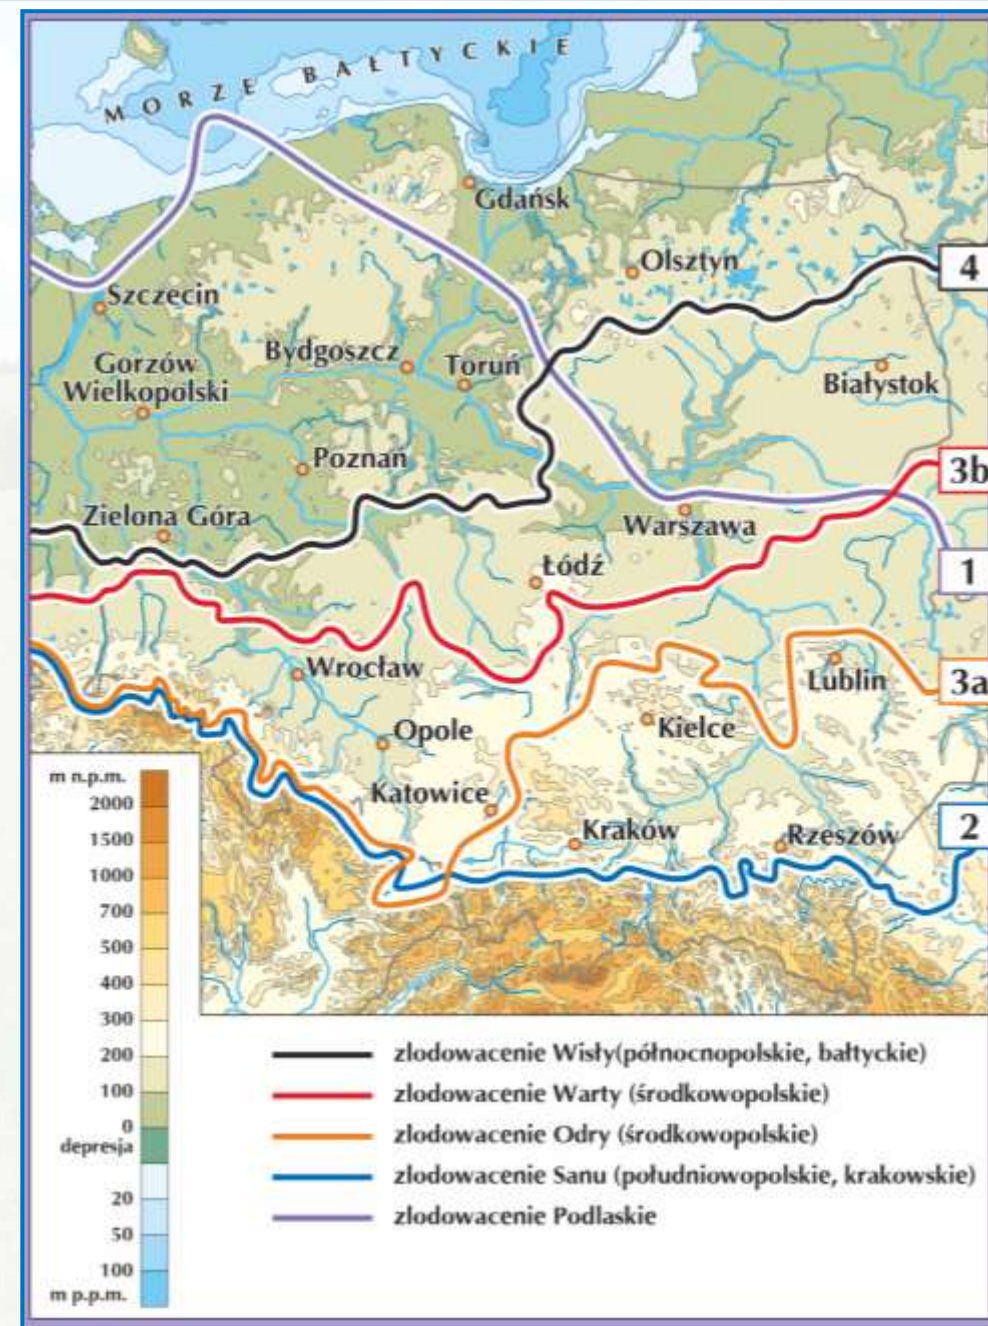 MORZE BAŁTYCKIE
Gdańsk
Olsztyn
4
Szczecin
Gorzów
Wielkopolski
Bydgoszcz
Toruń
Białystok
Poznań
3b
Zielona Góra
Warszawa
Łódź
1
Wrocław
Lublin
3a
Opole
Kielce
Katowice
Kraków
Rzeszów
2
m n.p.m.
2000
1500
1000
700
500
400
300
200
100
0
depresja
20
50
100
m p.p.m.
zlodowacenie Wisły(północnopolskie, bałtyckie)
zlodowacenie Warty (środkowopolskie)
zlodowacenie Odry (środkowopolskie)
zlodowacenie Sanu (południowopolskie, krakowskie)
zlodowacenie Podlaskie